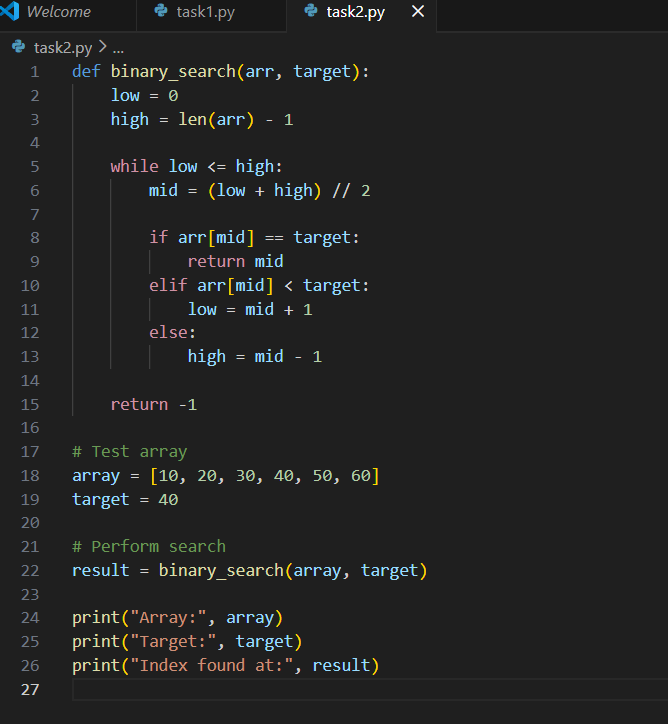 Welcome task1.py task2.py
task2.py > ...
1 def binary_search(arr, target):
2     low = 0
3     high = len(arr) - 1
4
5     while low <= high:
6         mid = (low + high) // 2
7
8         if arr[mid] == target:
9             return mid
10         elif arr[mid] < target:
11             low = mid + 1
12         else:
13             high = mid - 1
14
15     return -1
16
17 # Test array
18 array = [10, 20, 30, 40, 50, 60]
19 target = 40
20
21 # Perform search
22 result = binary_search(array, target)
23
24 print("Array:", array)
25 print("Target:", target)
26 print("Index found at:", result)
27